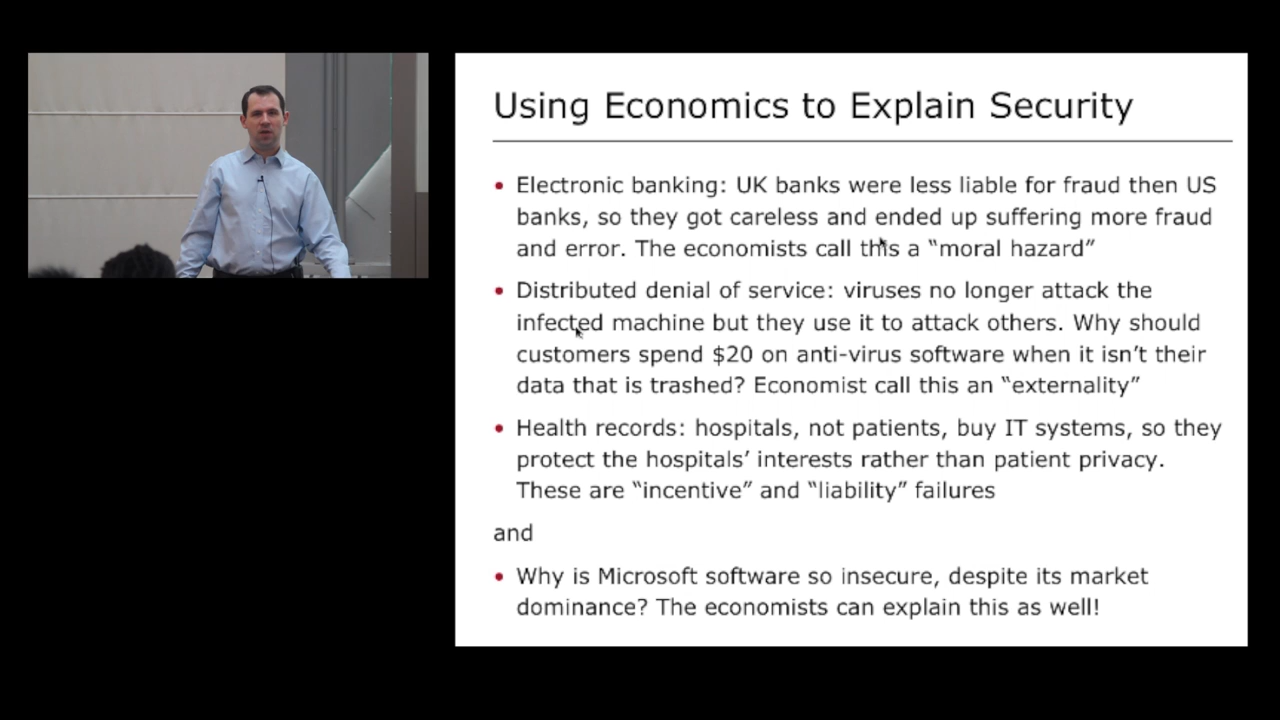 Using Economics to Explain Security
• Electronic banking: UK banks were less liable for fraud then US
banks, so they got careless and ended up suffering more fraud
and error. The economists call this a “moral hazard”
• Distributed denial of service: viruses no longer attack the
infected machine but they use it to attack others. Why should
customers spend $20 on anti-virus software when it isn’t their
data that is trashed? Economist call this an “externality”
• Health records: hospitals, not patients, buy IT systems, so they
protect the hospitals’ interests rather than patient privacy.
These are “incentive” and “liability” failures
and
• Why is Microsoft software so insecure, despite its market
dominance? The economists can explain this as well!